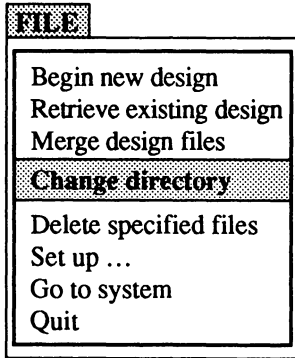 FILE
Begin new design
Retrieve existing design
Merge design files
Change directory
Delete specified files
Set up ...
Go to system
Quit